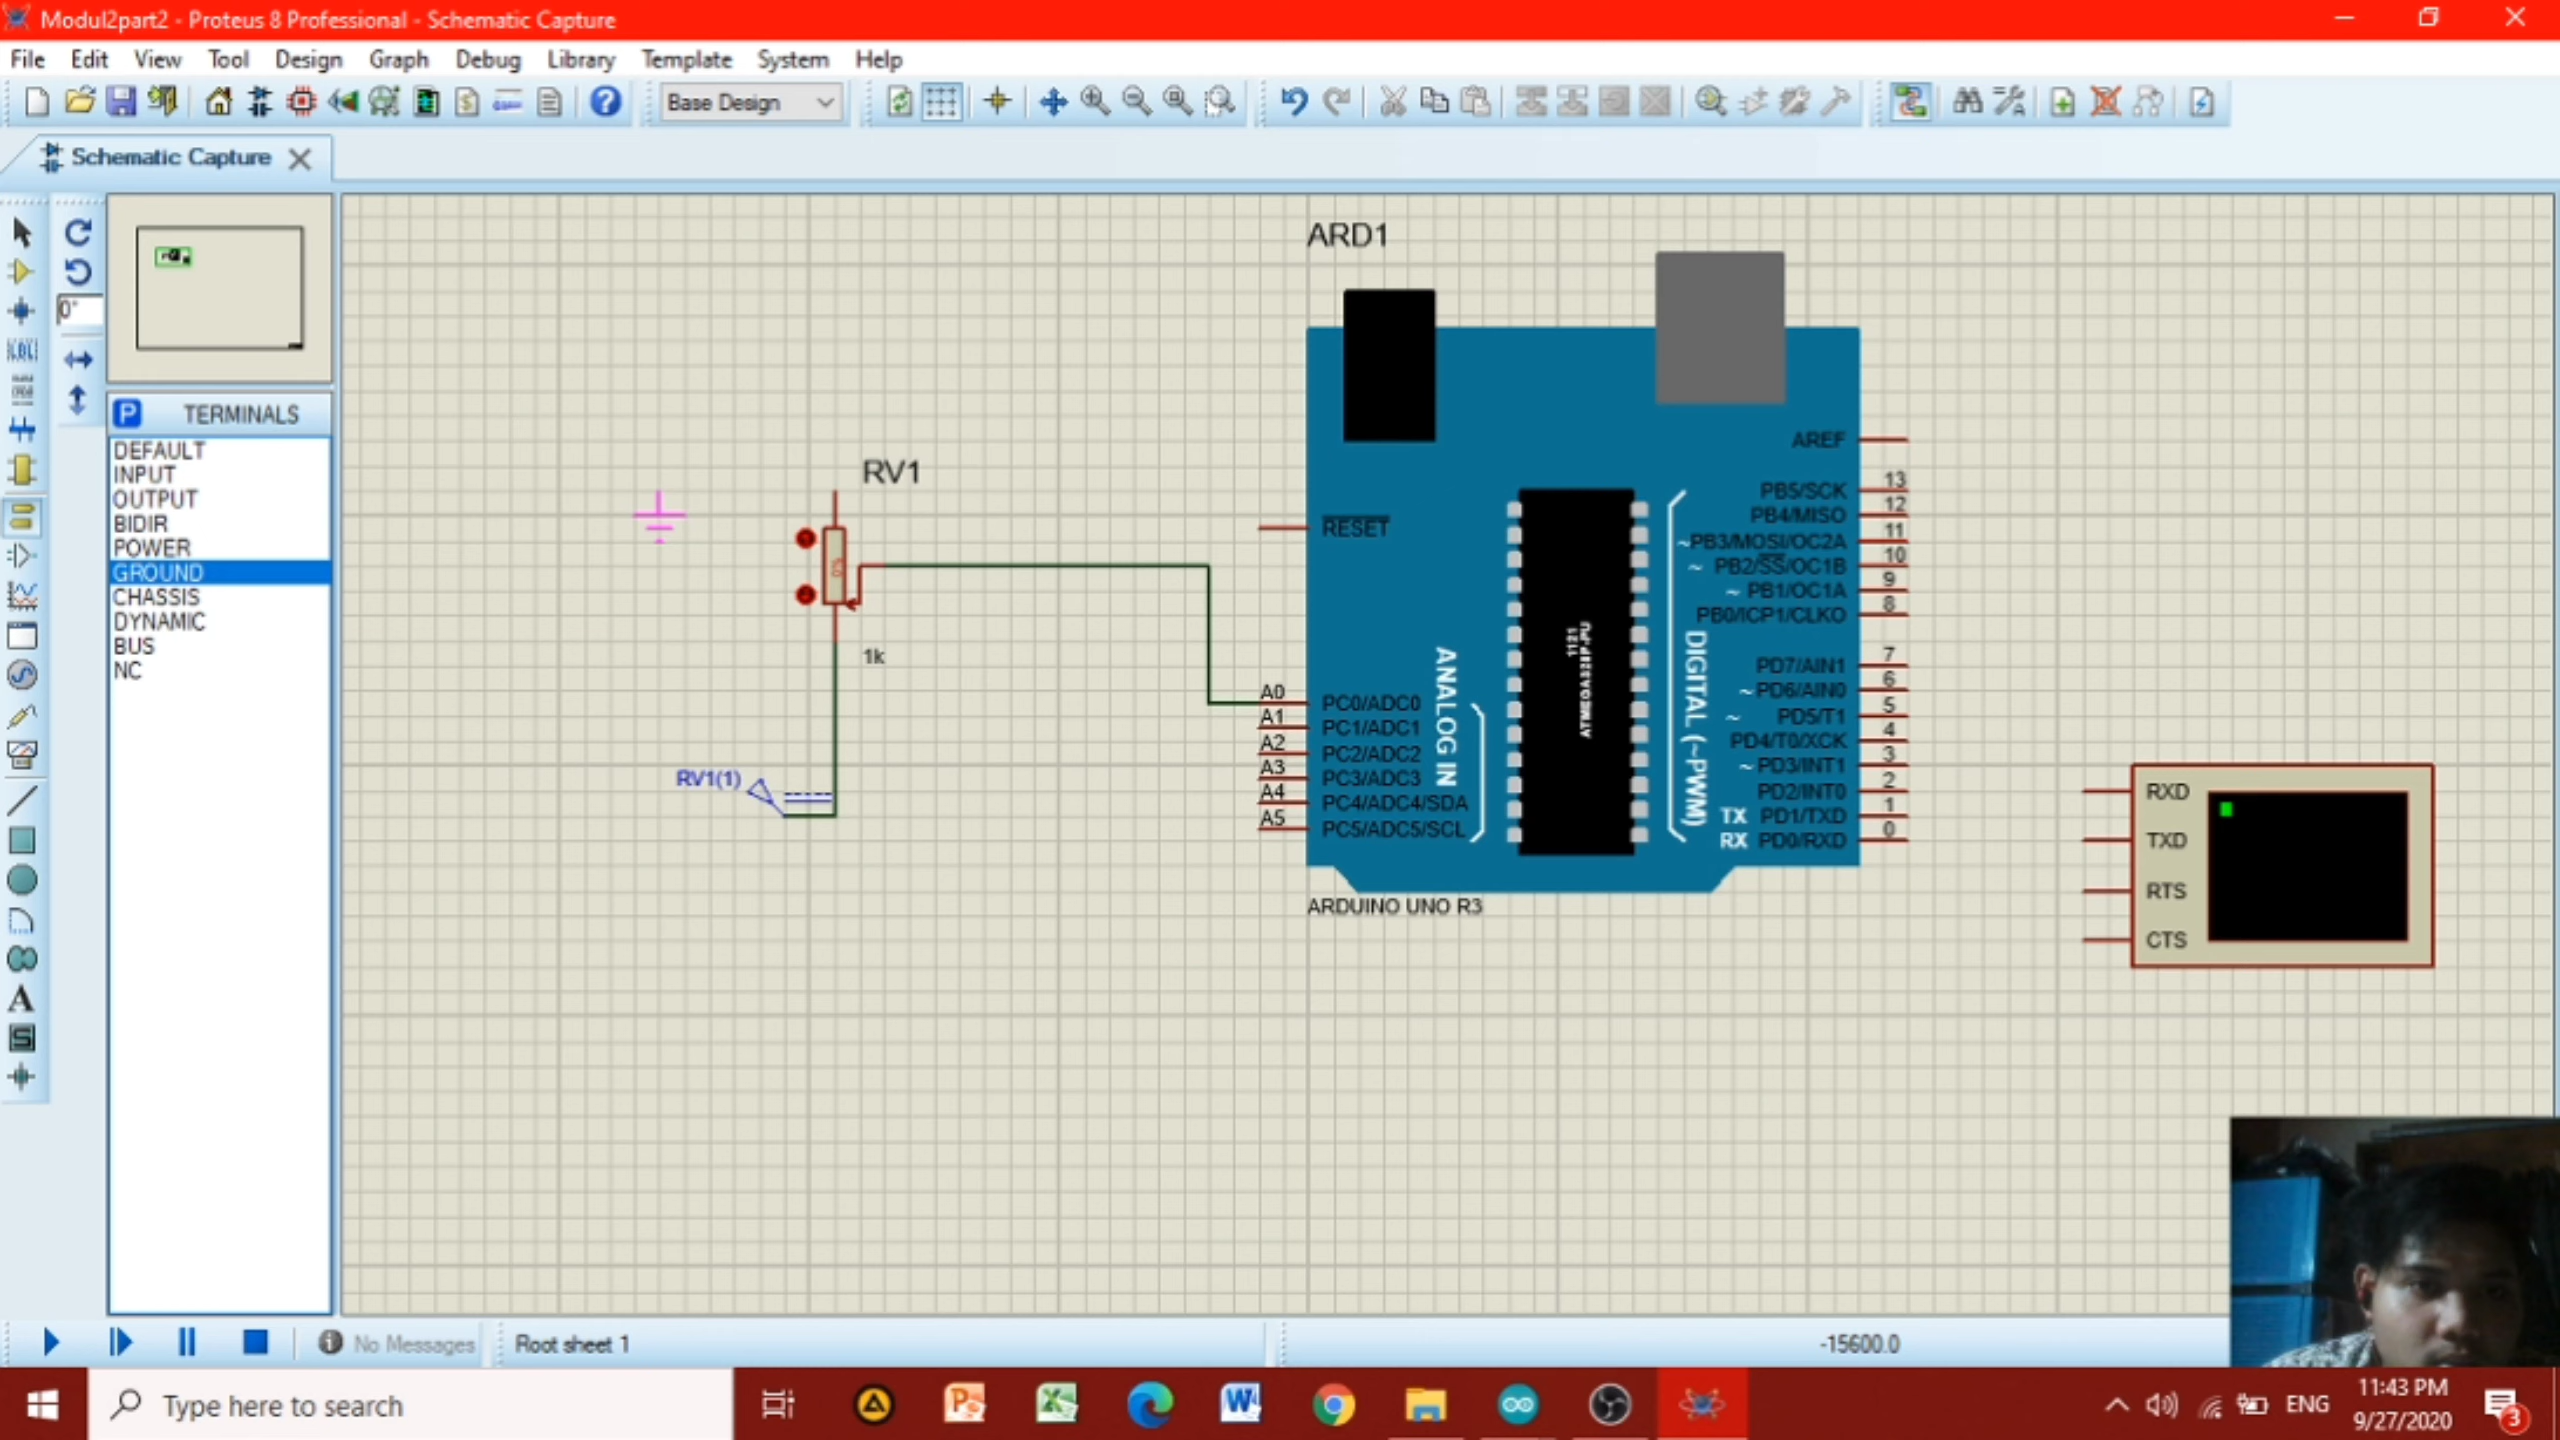 Modul2part2 - Proteus 8 Professional - Schematic Capture
File Edit View Tool Design Graph Debug Library Template System Help
Base Design
Schematic Capture
0°
P TERMINALS
DEFAULT
INPUT
OUTPUT
BIDIR
POWER
GROUND
CHASSIS
DYNAMIC
BUS
NC
RV1
1k
RV1(1)
ARD1
RESET
AREF
13
PB5/SCK
12
PB4/MISO
11
~PB3/MOSI/OC2A
10
~ PB2/SS/OC1B
9
~ PB1/OC1A
8
PB0/ICP1/CLKO
7
PD7/AIN1
6
~PD6/AIN0
5
~ PD5/T1
4
PD4/T0/XCK
3
~PD3/INT1
2
PD2/INT0
1
TX PD1/TXD
0
RX PD0/RXD
DIGITAL (~PWM)
ANALOG IN
1121
ATMEGA328P-PU
A0 PC0/ADC0
A1 PC1/ADC1
A2 PC2/ADC2
A3 PC3/ADC3
A4 PC4/ADC4/SDA
A5 PC5/ADC5/SCL
ARDUINO UNO R3
RXD
TXD
RTS
CTS
No Messages
Root sheet 1
-15600.0
Type here to search
ENG
11:43 PM
9/27/2020
3